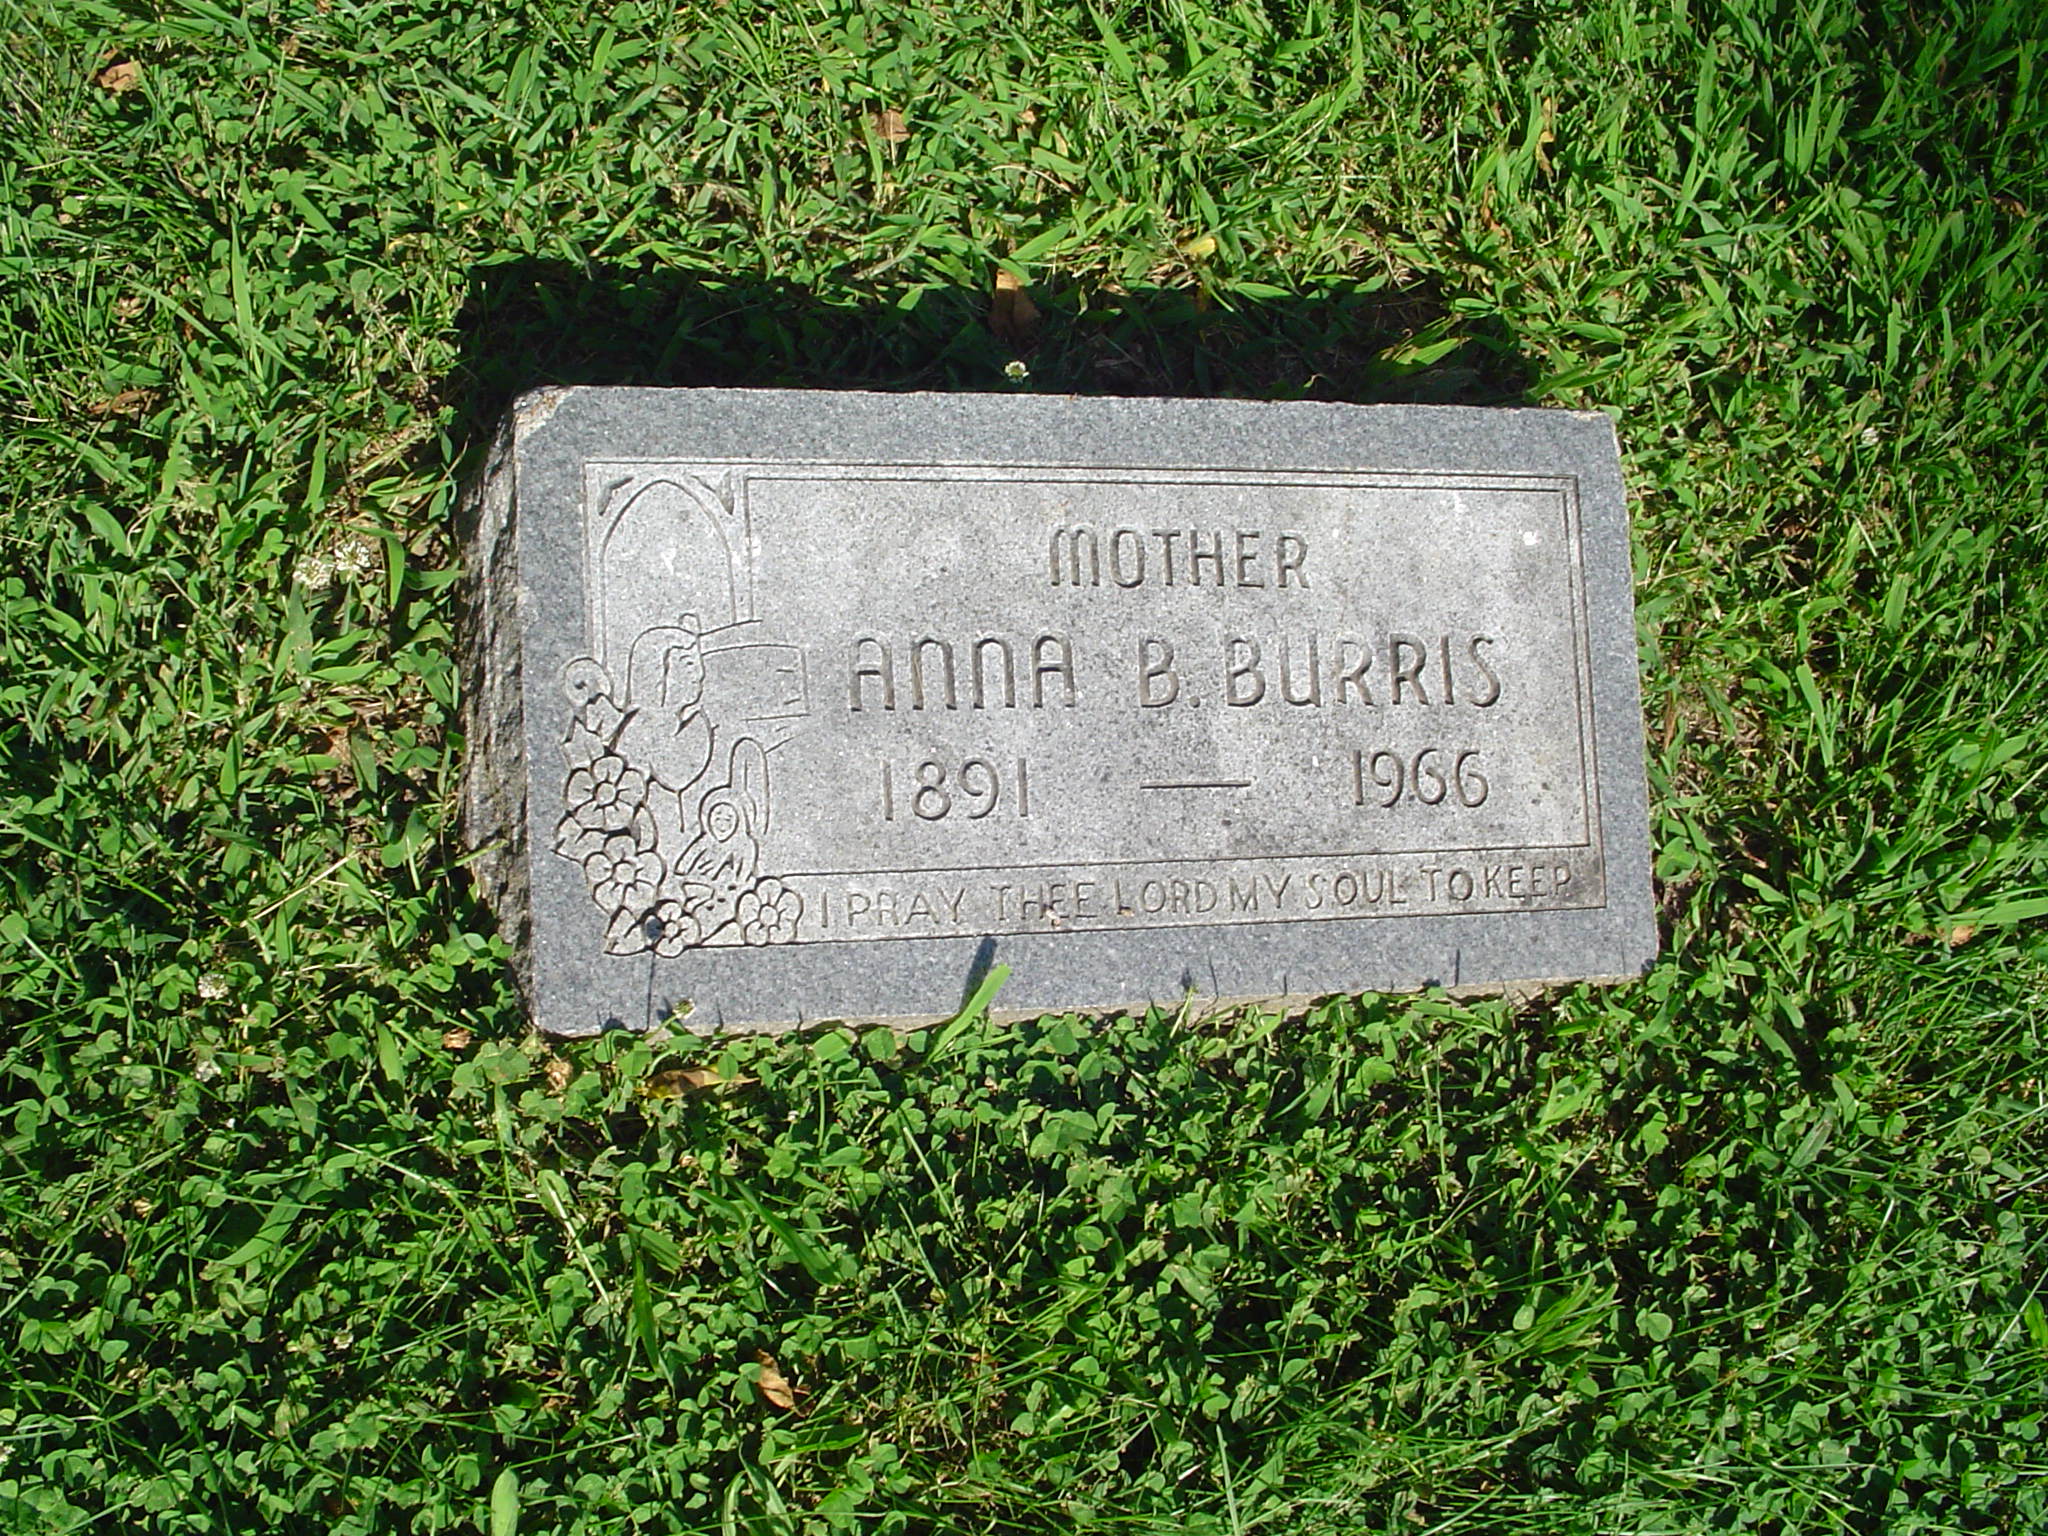 MOTHER
ANNA B. BURRIS
1891 — 1966
I PRAY THEE LORD MY SOUL TO KEEP